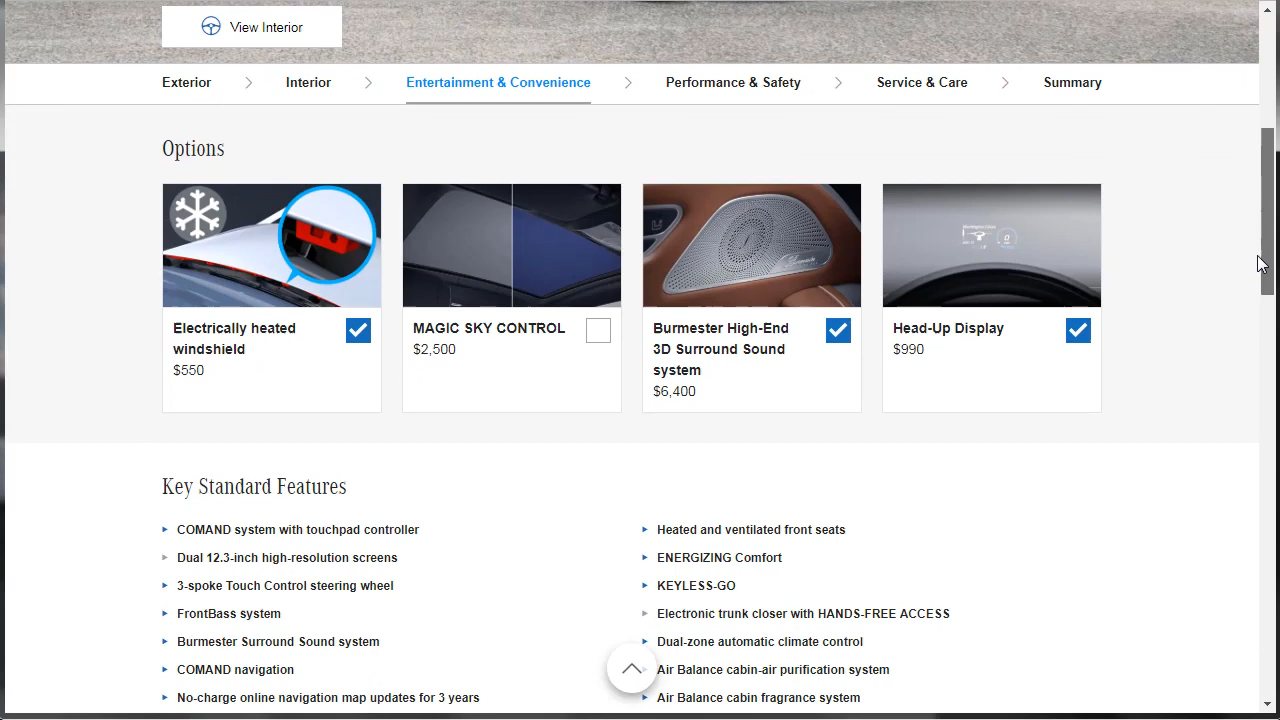 View Interior
Exterior
Interior
Entertainment & Convenience
Performance & Safety
Service & Care
Summary
Options
Electrically heated
windshield
$550
MAGIC SKY CONTROL
$2,500
Burmester High-End
3D Surround Sound
system
$6,400
Head-Up Display
$990
Key Standard Features
COMAND system with touchpad controller
Dual 12.3-inch high-resolution screens
3-spoke Touch Control steering wheel
FrontBass system
Burmester Surround Sound system
COMAND navigation
No-charge online navigation map updates for 3 years
Heated and ventilated front seats
ENERGIZING Comfort
KEYLESS-GO
Electronic trunk closer with HANDS-FREE ACCESS
Dual-zone automatic climate control
Air Balance cabin-air purification system
Air Balance cabin fragrance system